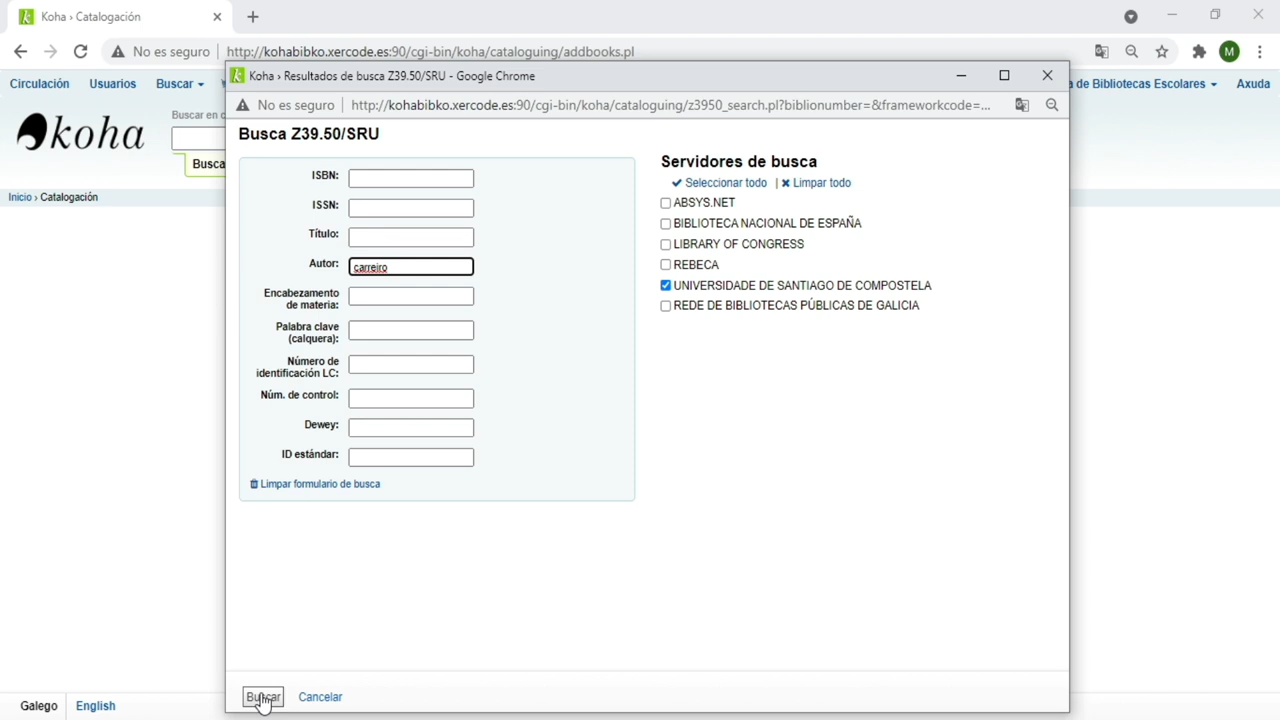 Koha › Catalogación
No es seguro http://kohabibko.xercode.es:90/cgi-bin/koha/cataloguing/addbooks.pl
M
Circulación Usuarios Buscar
a de Bibliotecas Escolares Axuda
koha
Buscar en
Busca
Inicio › Catalogación
Koha › Resultados de busca Z39.50/SRU - Google Chrome
No es seguro http://kohabibko.xercode.es:90/cgi-bin/koha/cataloguing/z3950_search.pl?biblionumber=&frameworkcode=...
Busca Z39.50/SRU
ISBN:
ISSN:
Título:
Autor: carreiro
Encabezamento
de materia:
Palabra clave
(calquera):
Número de
identificación LC:
Núm. de control:
Dewey:
ID estándar:
Limpar formulario de busca
Servidores de busca
Seleccionar todo | Limpar todo
ABSYS.NET
BIBLIOTECA NACIONAL DE ESPAÑA
LIBRARY OF CONGRESS
REBECA
UNIVERSIDADE DE SANTIAGO DE COMPOSTELA
REDE DE BIBLIOTECAS PÚBLICAS DE GALICIA
Buscar Cancelar
Galego English